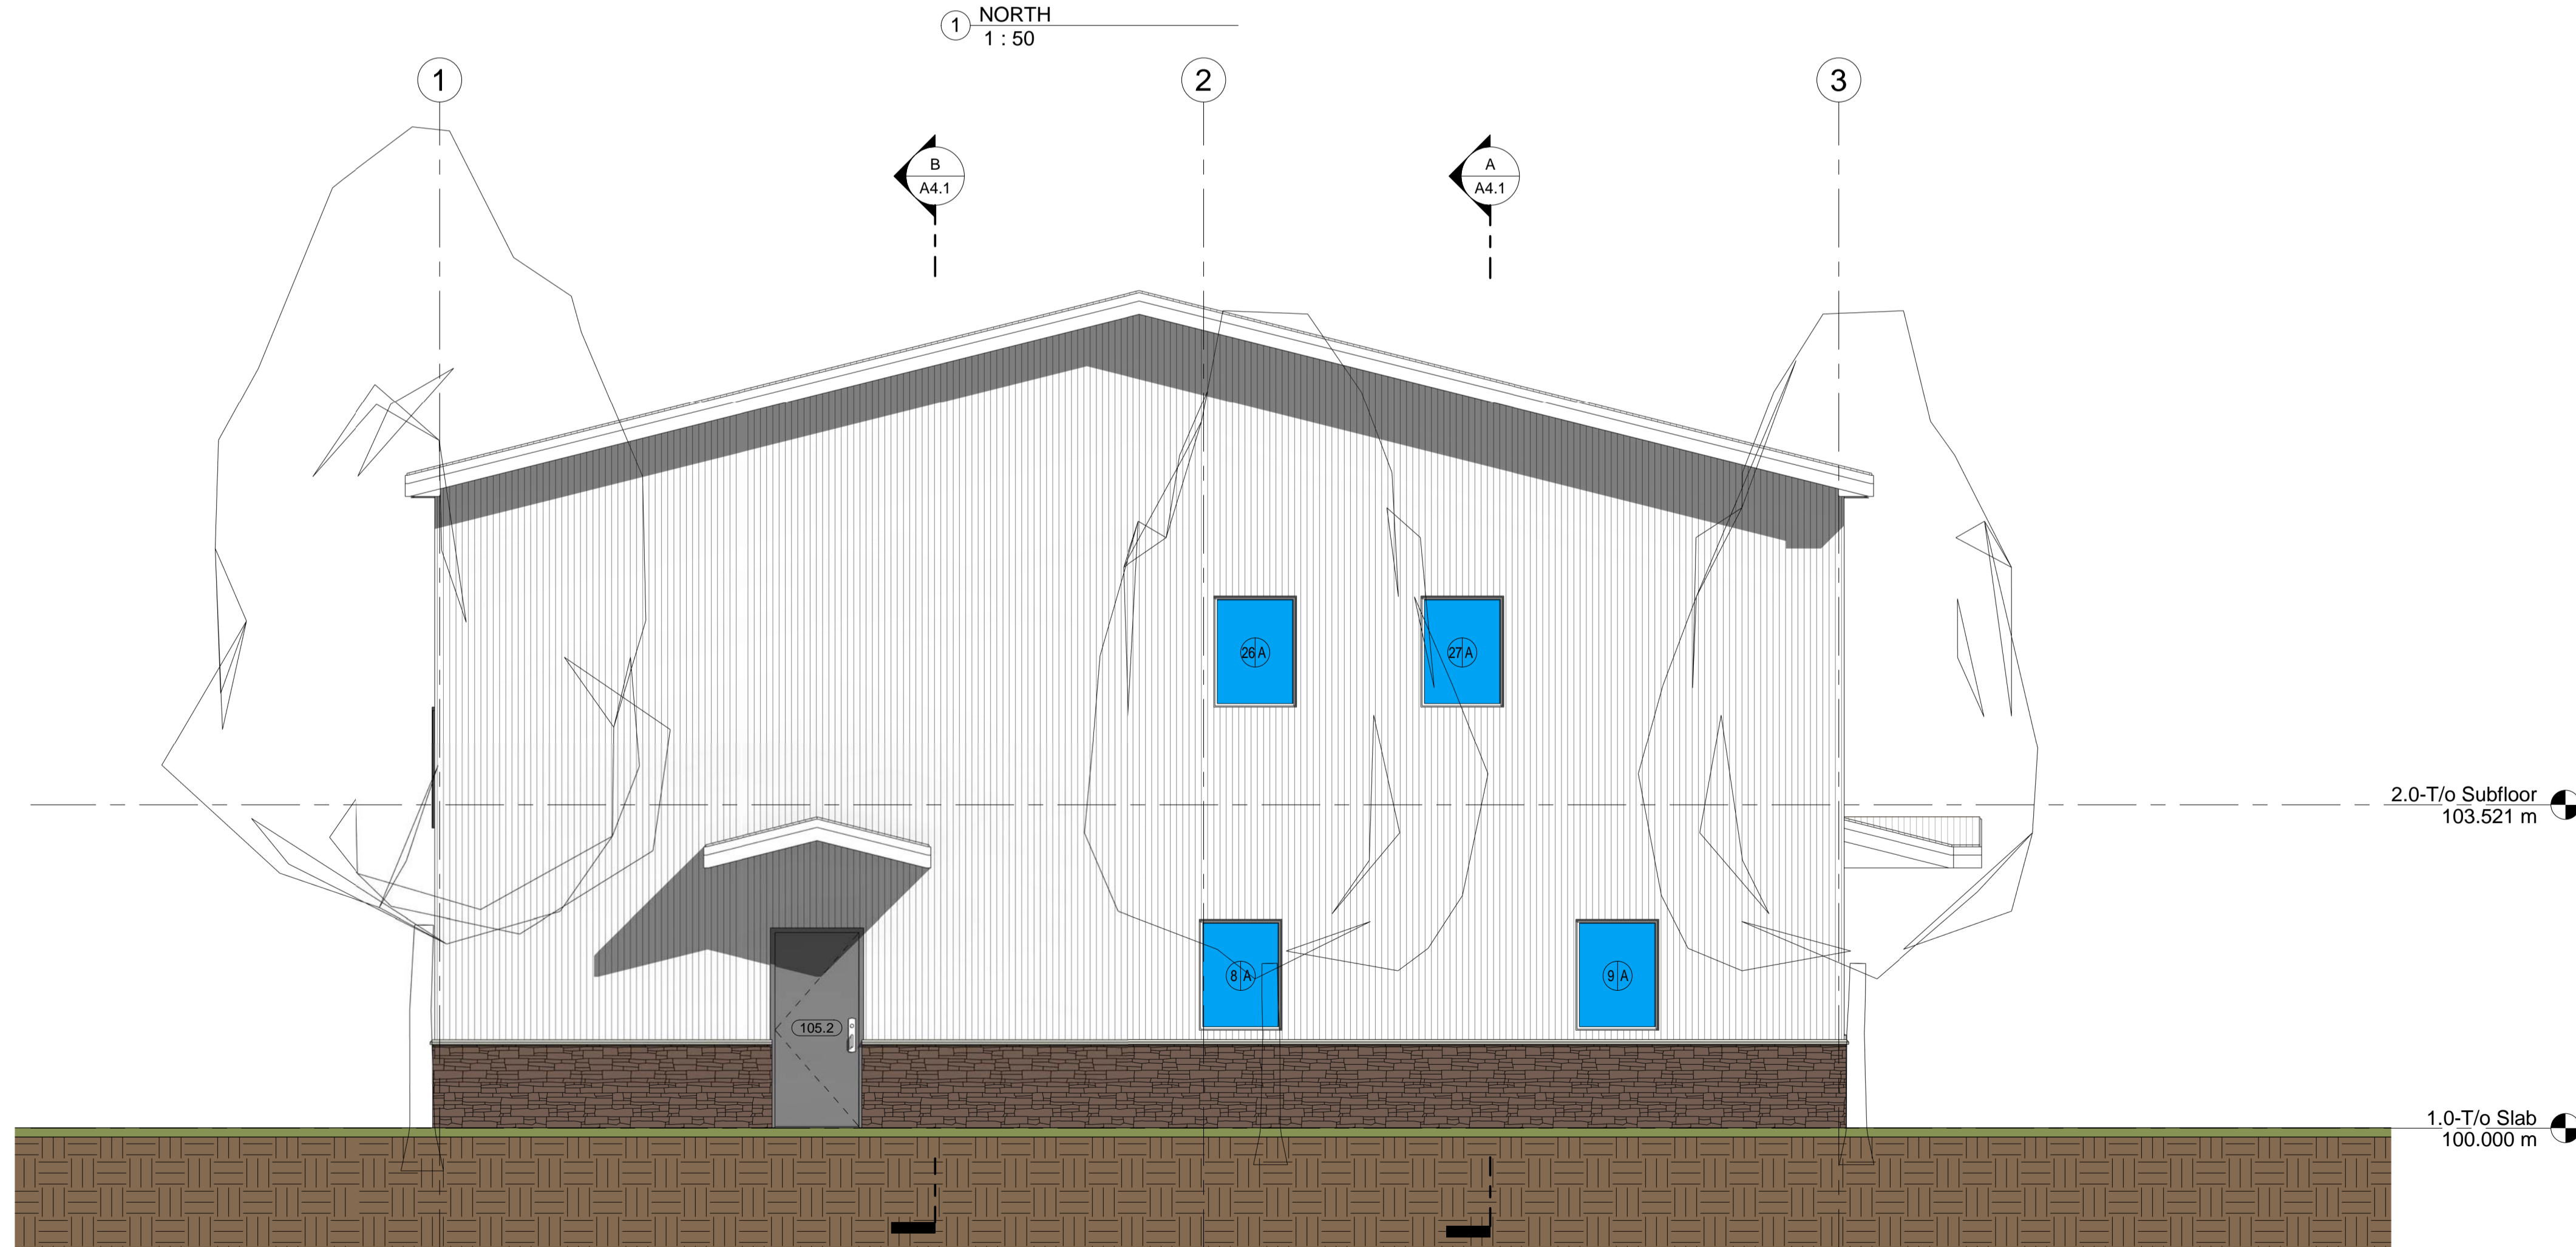 1 NORTH
1 : 50
1
2
3
B
A4.1
A
A4.1
26 A
27 A
2.0-T/o Subfloor
103.521 m
8 A
9 A
105.2
1.0-T/o Slab
100.000 m